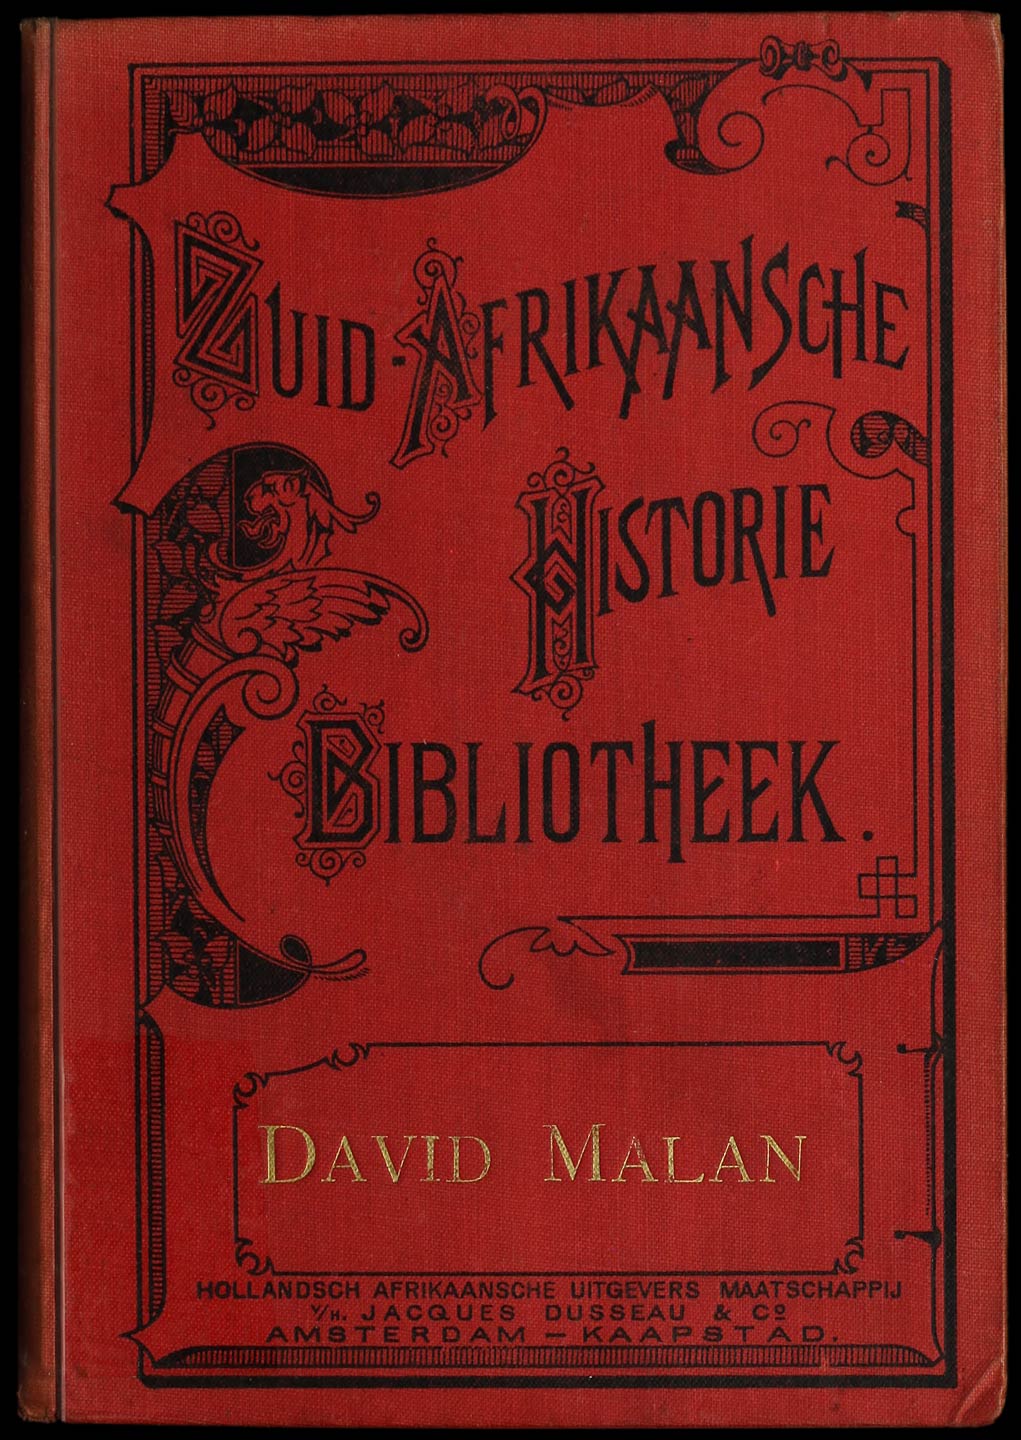 ZUID-AFRIKAANSCHE
HISTORIE
BIBLIOTHEEK.
DAVID MALAN
HOLLANDSCH AFRIKAANSCHE UITGEVERS MAATSCHAPPIJ
V/H. JACQUES DUSSEAU & Co
AMSTERDAM – KAAPSTAD.